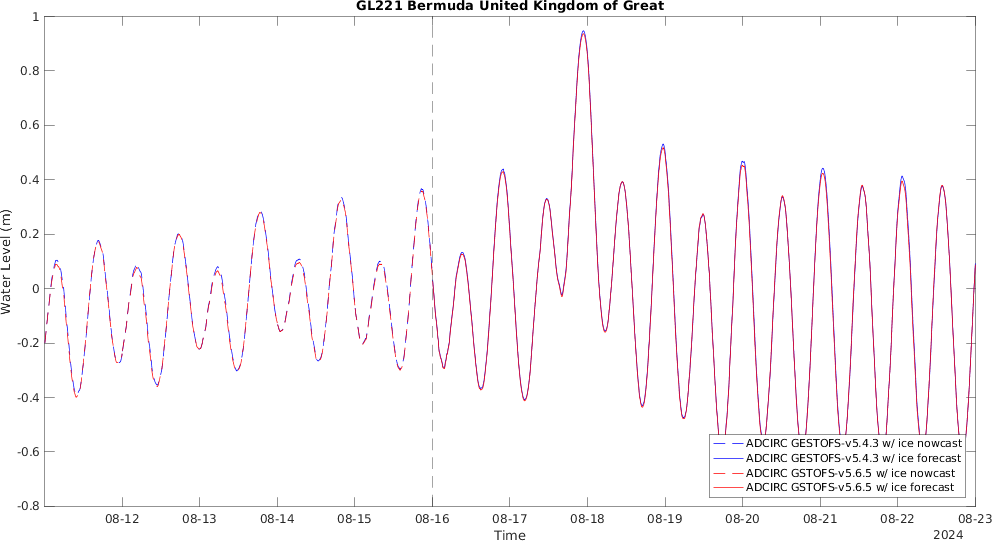 GL221 Bermuda United Kingdom of Great
1
0.8
0.6
0.4
0.2
0
-0.2
-0.4
-0.6
-0.8
Water Level (m)
ADCIRC GESTOFS-v5.4.3 w/ ice nowcast
ADCIRC GESTOFS-v5.4.3 w/ ice forecast
ADCIRC GSTOFS-v5.6.5 w/ ice nowcast
ADCIRC GSTOFS-v5.6.5 w/ ice forecast
08-12 08-13 08-14 08-15 08-16 08-17 08-18 08-19 08-20 08-21 08-22 08-23
Time
2024